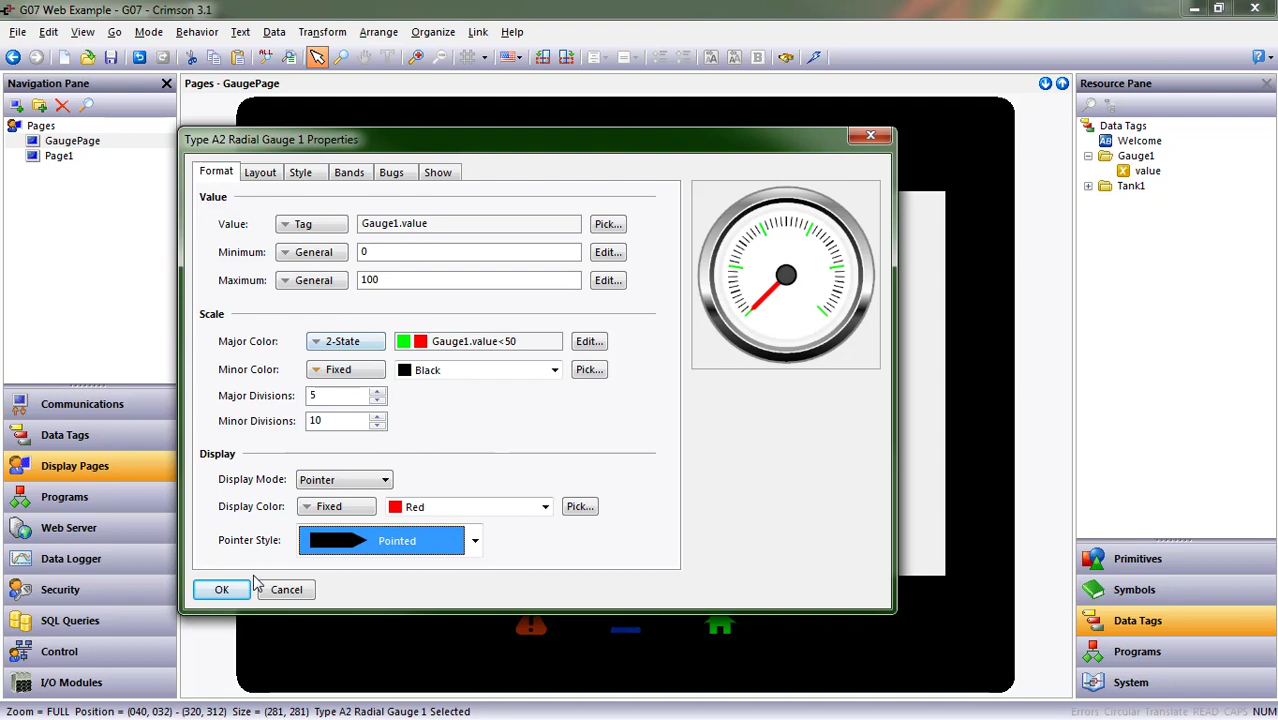 G07 Web Example - G07 - Crimson 3.1
File Edit View Go Mode Behavior Text Data Transform Arrange Organize Link Help
Navigation Pane
Pages - GaugePage
Resource Pane
Pages
GaugePage
Page1
Data Tags
Welcome
Gauge1
value
Tank1
Type A2 Radial Gauge 1 Properties
Format Layout Style Bands Bugs Show
Value
Value: Tag Gauge1.value Pick...
Minimum: General 0 Edit...
Maximum: General 100 Edit...
Scale
Major Color: 2-State Gauge1.value<50 Edit...
Minor Color: Fixed Black Pick...
Major Divisions: 5
Minor Divisions: 10
Display
Display Mode: Pointer
Display Color: Fixed Red Pick...
Pointer Style: Pointed
OK Cancel
Communications
Data Tags
Display Pages
Programs
Web Server
Data Logger
Security
SQL Queries
Control
I/O Modules
Primitives
Symbols
Data Tags
Programs
System
Zoom = FULL Position = (040, 032) - (320, 312) Size = (281, 281) Type A2 Radial Gauge 1 Selected
Errors Circular Translate READ CAPS NUM